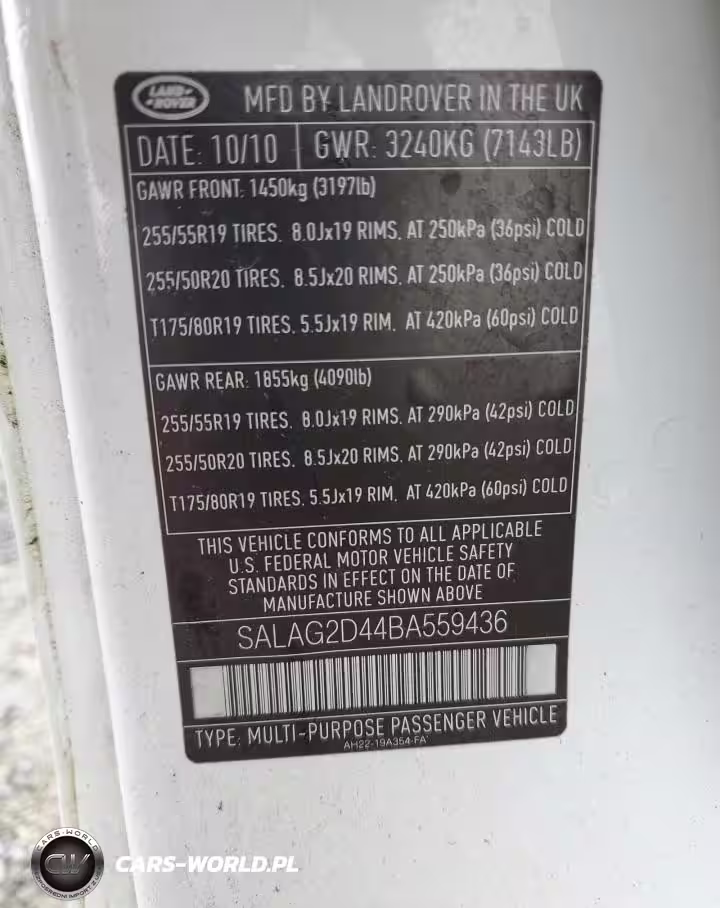 LAND-
-ROVER
MFD BY LANDROVER IN THE UK
DATE: 10/10
GWR: 3240KG (7143LB)
GAWR FRONT: 1450kg (3197lb)
255/55R19 TIRES. 8.0Jx19 RIMS. AT 250kPa (36psi) COLD
255/50R20 TIRES. 8.5Jx20 RIMS. AT 250kPa (36psi) COLD
T175/80R19 TIRES. 5.5Jx19 RIM. AT 420kPa (60psi) COLD
GAWR REAR: 1855kg (4090lb)
255/55R19 TIRES. 8.0Jx19 RIMS. AT 290kPa (42psi) COLD
255/50R20 TIRES. 8.5Jx20 RIMS. AT 290kPa (42psi) COLD
T175/80R19 TIRES. 5.5Jx19 RIM. AT 420kPa (60psi) COLD
THIS VEHICLE CONFORMS TO ALL APPLICABLE
U.S. FEDERAL MOTOR VEHICLE SAFETY
STANDARDS IN EFFECT ON THE DATE OF
MANUFACTURE SHOWN ABOVE
SALAG2D44BA559436
TYPE: MULTI-PURPOSE PASSENGER VEHICLE
AH22-19A354-FA
CARS-WORLD
CW
CARS-WORLD.PL